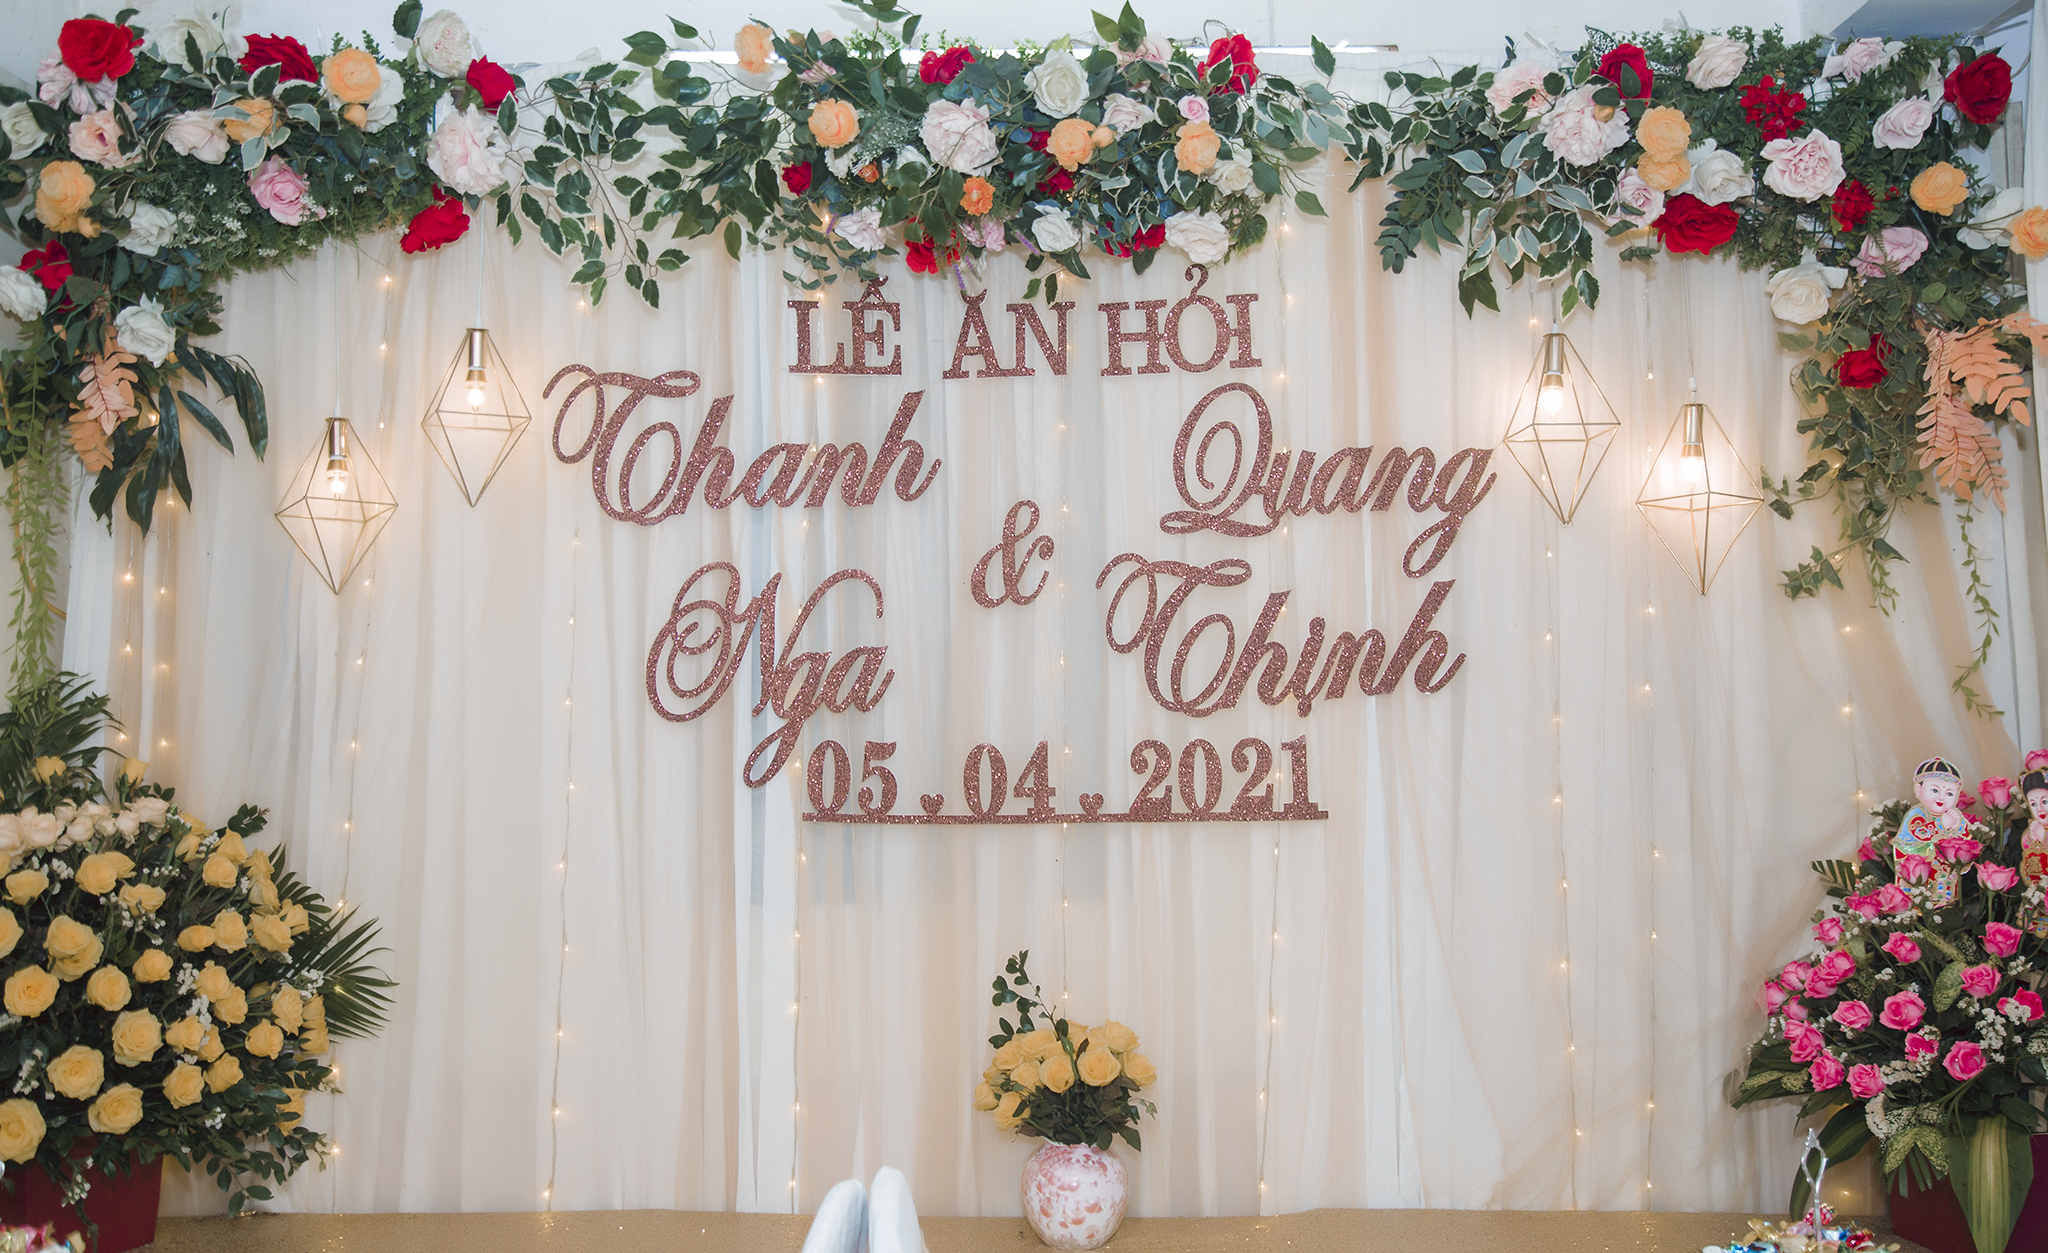 LỄ ĂN HỎI
Thanh Nga
&
Quang Thịnh
05.04.2021